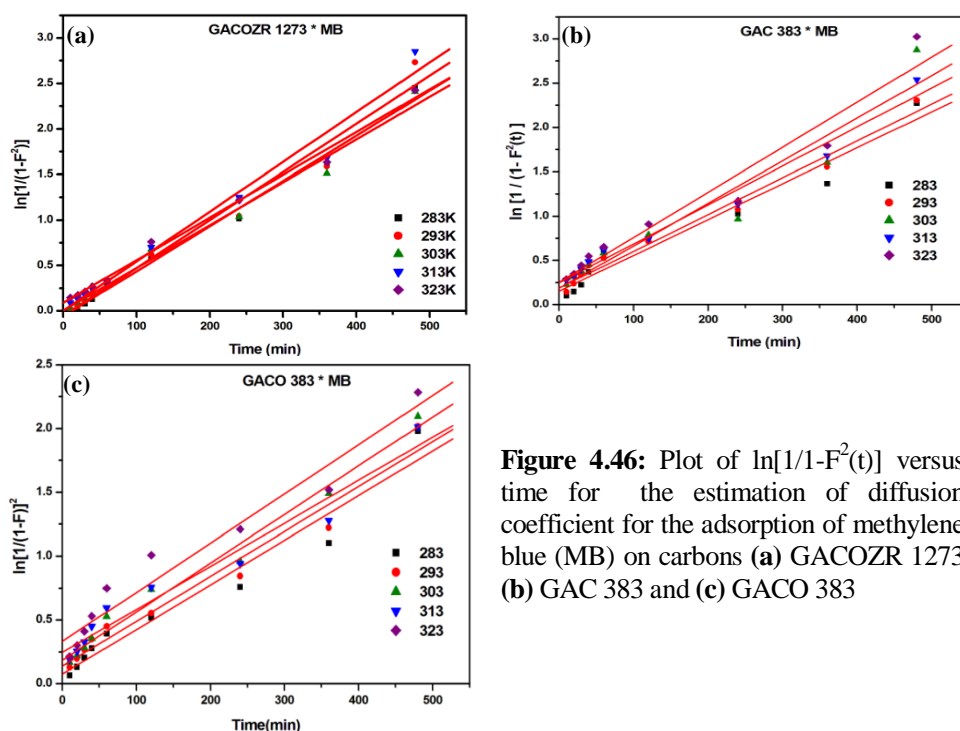 (a)
GACOZR 1273 * MB
ln[1/(1-F²)]
3.0
2.5
2.0
1.5
1.0
0.5
0.0
283K
293K
303K
313K
323K
0 100 200 300 400 500
Time (min)
(b)
GAC 383 * MB
ln [1 / (1- F²(t) ]
3.0
2.5
2.0
1.5
1.0
0.5
0.0
283
293
303
313
323
0 100 200 300 400 500
Time (min)
(c)
GACO 383 * MB
ln[1/(1-F)]²
2.5
2.0
1.5
1.0
0.5
0.0
283
293
303
313
323
0 100 200 300 400 500
Time(min)
Figure 4.46: Plot of ln[1/1-F²(t)] versus
time for the estimation of diffusion
coefficient for the adsorption of methylene
blue (MB) on carbons (a) GACOZR 1273
(b) GAC 383 and (c) GACO 383